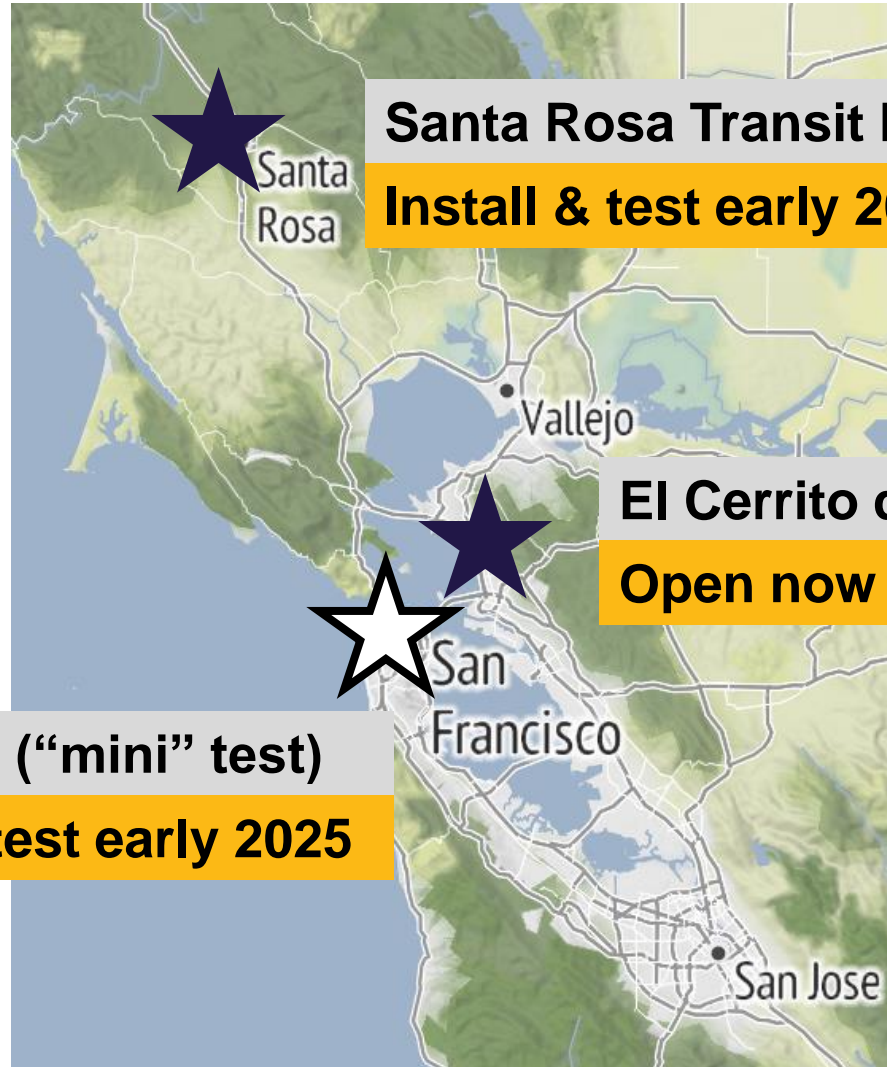 Santa Rosa Transit
Install & test early
Santa
Rosa
Vallejo
El Cerrito
Open now
San
Francisco
(“mini” test)
test early 2025
San Jose